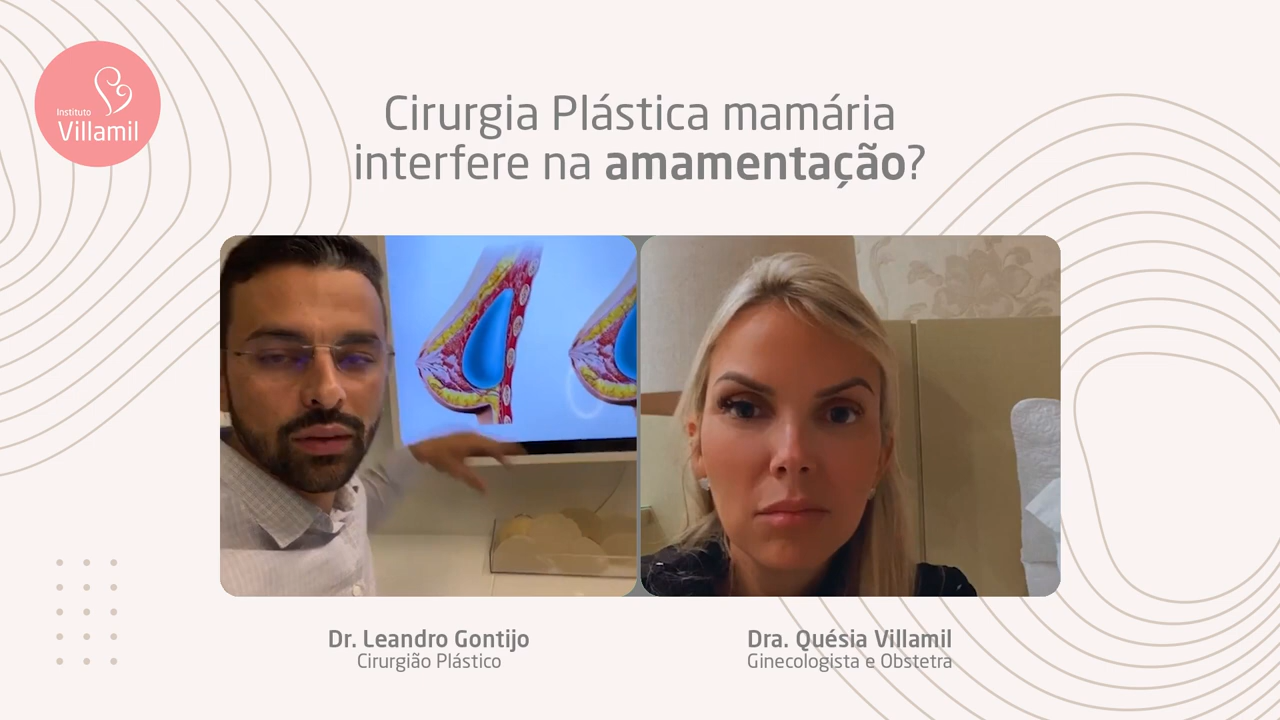 Instituto
Villamil
Cirurgia Plástica mamária
interfere na amamentação?
Dr. Leandro Gontijo
Cirurgião Plástico
Dra. Quésia Villamil
Ginecologista e Obstetra